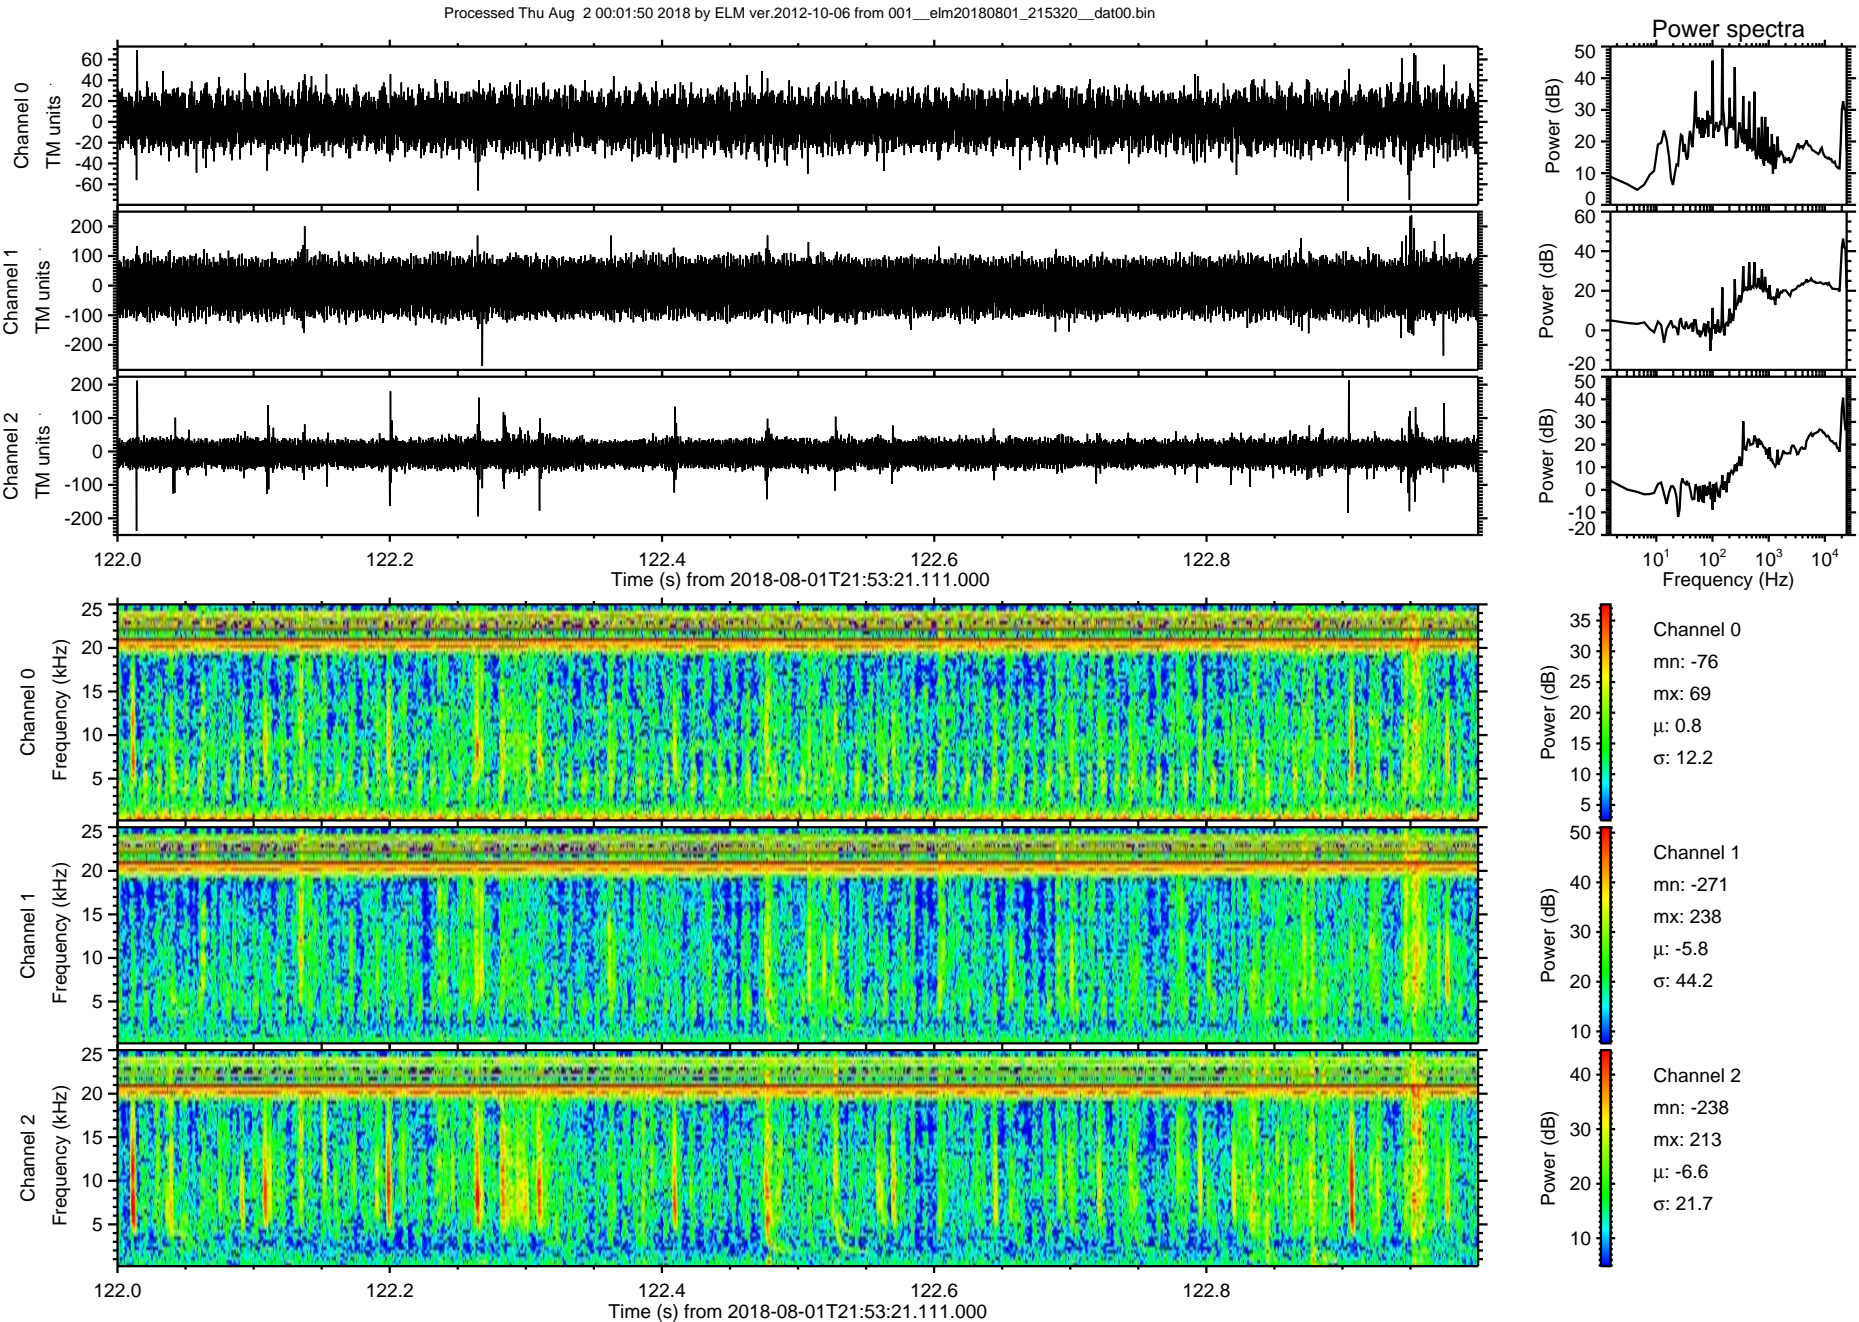 Processed Thu Aug  2 00:01:50 2018 by ELM ver.2012-10-06 from 001__elm20180801_215320__dat00.bin
Power spectra
Channel 0
TM units
60
40
20
0
-20
-40
-60
Power (dB)
50
40
30
20
10
0
Channel 1
TM units
200
100
0
-100
-200
Power (dB)
60
40
20
0
-20
Channel 2
TM units
200
100
0
-100
-200
Power (dB)
50
40
30
20
10
0
-10
-20
122.0 122.2 122.4 122.6 122.8
Time (s) from 2018-08-01T21:53:21.111.000
10¹ 10² 10³ 10⁴
Frequency (Hz)
Channel 0
Frequency (kHz)
25
20
15
10
5
Power (dB)
35
30
25
20
15
10
5
Channel 0
mn: -76
mx: 69
μ: 0.8
σ: 12.2
Channel 1
Frequency (kHz)
25
20
15
10
5
Power (dB)
50
40
30
20
10
Channel 1
mn: -271
mx: 238
μ: -5.8
σ: 44.2
Channel 2
Frequency (kHz)
25
20
15
10
5
Power (dB)
40
30
20
10
Channel 2
mn: -238
mx: 213
μ: -6.6
σ: 21.7
122.0 122.2 122.4 122.6 122.8
Time (s) from 2018-08-01T21:53:21.111.000